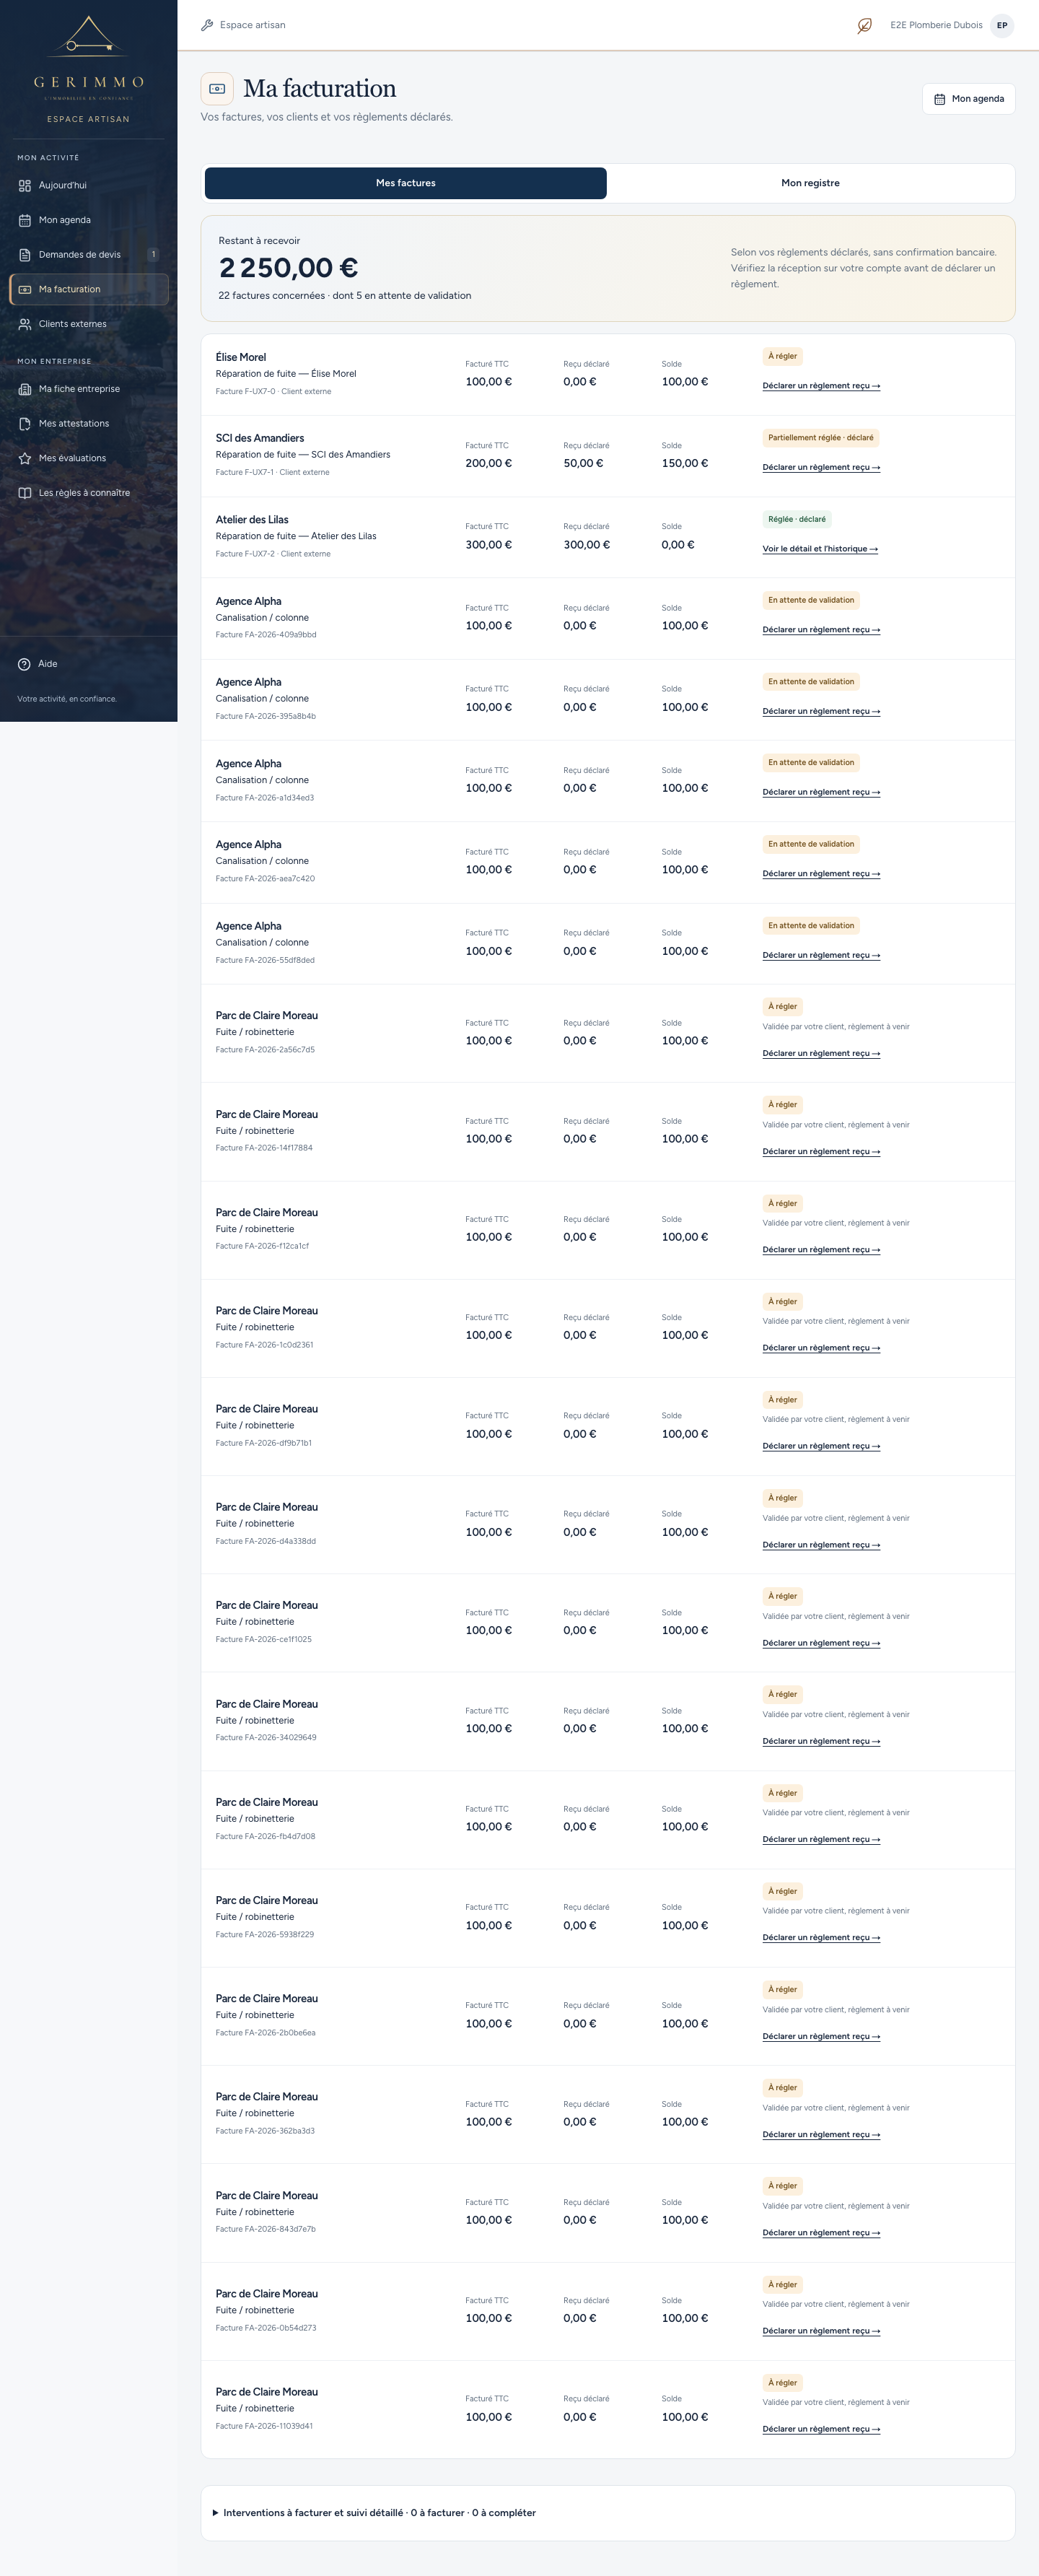 GERIMMO
L'IMMOBILIER EN CONFIANCE
ESPACE ARTISAN
MON ACTIVITÉ
Aujourd'hui
Mon agenda
Demandes de devis 1
Ma facturation
Clients externes
MON ENTREPRISE
Ma fiche entreprise
Mes attestations
Mes évaluations
Les règles à connaître
Aide
Votre activité, en confiance.
Espace artisan
E2E Plomberie Dubois EP
Ma facturation
Vos factures, vos clients et vos règlements déclarés.
Mon agenda
Mes factures
Mon registre
Restant à recevoir
2 250,00 €
22 factures concernées · dont 5 en attente de validation
Selon vos règlements déclarés, sans confirmation bancaire.
Vérifiez la réception sur votre compte avant de déclarer un
règlement.
Élise Morel
Réparation de fuite — Élise Morel
Facture F-UX7-0 · Client externe
Facturé TTC Reçu déclaré Solde
100,00 € 0,00 € 100,00 €
À régler
Déclarer un règlement reçu →
SCI des Amandiers
Réparation de fuite — SCI des Amandiers
Facture F-UX7-1 · Client externe
Facturé TTC Reçu déclaré Solde
200,00 € 50,00 € 150,00 €
Partiellement réglée · déclaré
Déclarer un règlement reçu →
Atelier des Lilas
Réparation de fuite — Atelier des Lilas
Facture F-UX7-2 · Client externe
Facturé TTC Reçu déclaré Solde
300,00 € 300,00 € 0,00 €
Réglée · déclaré
Voir le détail et l'historique →
Agence Alpha
Canalisation / colonne
Facture FA-2026-409a9bbd
Facturé TTC Reçu déclaré Solde
100,00 € 0,00 € 100,00 €
En attente de validation
Déclarer un règlement reçu →
Agence Alpha
Canalisation / colonne
Facture FA-2026-395a8b4b
Facturé TTC Reçu déclaré Solde
100,00 € 0,00 € 100,00 €
En attente de validation
Déclarer un règlement reçu →
Agence Alpha
Canalisation / colonne
Facture FA-2026-a1d34ed3
Facturé TTC Reçu déclaré Solde
100,00 € 0,00 € 100,00 €
En attente de validation
Déclarer un règlement reçu →
Agence Alpha
Canalisation / colonne
Facture FA-2026-aea7c420
Facturé TTC Reçu déclaré Solde
100,00 € 0,00 € 100,00 €
En attente de validation
Déclarer un règlement reçu →
Agence Alpha
Canalisation / colonne
Facture FA-2026-55df8ded
Facturé TTC Reçu déclaré Solde
100,00 € 0,00 € 100,00 €
En attente de validation
Déclarer un règlement reçu →
Parc de Claire Moreau
Fuite / robinetterie
Facture FA-2026-2a56c7d5
Facturé TTC Reçu déclaré Solde
100,00 € 0,00 € 100,00 €
À régler
Validée par votre client, règlement à venir
Déclarer un règlement reçu →
Parc de Claire Moreau
Fuite / robinetterie
Facture FA-2026-14f17884
Facturé TTC Reçu déclaré Solde
100,00 € 0,00 € 100,00 €
À régler
Validée par votre client, règlement à venir
Déclarer un règlement reçu →
Parc de Claire Moreau
Fuite / robinetterie
Facture FA-2026-f12ca1cf
Facturé TTC Reçu déclaré Solde
100,00 € 0,00 € 100,00 €
À régler
Validée par votre client, règlement à venir
Déclarer un règlement reçu →
Parc de Claire Moreau
Fuite / robinetterie
Facture FA-2026-1c0d2361
Facturé TTC Reçu déclaré Solde
100,00 € 0,00 € 100,00 €
À régler
Validée par votre client, règlement à venir
Déclarer un règlement reçu →
Parc de Claire Moreau
Fuite / robinetterie
Facture FA-2026-df9b71b1
Facturé TTC Reçu déclaré Solde
100,00 € 0,00 € 100,00 €
À régler
Validée par votre client, règlement à venir
Déclarer un règlement reçu →
Parc de Claire Moreau
Fuite / robinetterie
Facture FA-2026-d4a338dd
Facturé TTC Reçu déclaré Solde
100,00 € 0,00 € 100,00 €
À régler
Validée par votre client, règlement à venir
Déclarer un règlement reçu →
Parc de Claire Moreau
Fuite / robinetterie
Facture FA-2026-ce1f1025
Facturé TTC Reçu déclaré Solde
100,00 € 0,00 € 100,00 €
À régler
Validée par votre client, règlement à venir
Déclarer un règlement reçu →
Parc de Claire Moreau
Fuite / robinetterie
Facture FA-2026-34029649
Facturé TTC Reçu déclaré Solde
100,00 € 0,00 € 100,00 €
À régler
Validée par votre client, règlement à venir
Déclarer un règlement reçu →
Parc de Claire Moreau
Fuite / robinetterie
Facture FA-2026-fb4d7d08
Facturé TTC Reçu déclaré Solde
100,00 € 0,00 € 100,00 €
À régler
Validée par votre client, règlement à venir
Déclarer un règlement reçu →
Parc de Claire Moreau
Fuite / robinetterie
Facture FA-2026-5938f229
Facturé TTC Reçu déclaré Solde
100,00 € 0,00 € 100,00 €
À régler
Validée par votre client, règlement à venir
Déclarer un règlement reçu →
Parc de Claire Moreau
Fuite / robinetterie
Facture FA-2026-2b0be6ea
Facturé TTC Reçu déclaré Solde
100,00 € 0,00 € 100,00 €
À régler
Validée par votre client, règlement à venir
Déclarer un règlement reçu →
Parc de Claire Moreau
Fuite / robinetterie
Facture FA-2026-362ba3d3
Facturé TTC Reçu déclaré Solde
100,00 € 0,00 € 100,00 €
À régler
Validée par votre client, règlement à venir
Déclarer un règlement reçu →
Parc de Claire Moreau
Fuite / robinetterie
Facture FA-2026-843d7e7b
Facturé TTC Reçu déclaré Solde
100,00 € 0,00 € 100,00 €
À régler
Validée par votre client, règlement à venir
Déclarer un règlement reçu →
Parc de Claire Moreau
Fuite / robinetterie
Facture FA-2026-0b54d273
Facturé TTC Reçu déclaré Solde
100,00 € 0,00 € 100,00 €
À régler
Validée par votre client, règlement à venir
Déclarer un règlement reçu →
Parc de Claire Moreau
Fuite / robinetterie
Facture FA-2026-11039d41
Facturé TTC Reçu déclaré Solde
100,00 € 0,00 € 100,00 €
À régler
Validée par votre client, règlement à venir
Déclarer un règlement reçu →
Interventions à facturer et suivi détaillé · 0 à facturer · 0 à compléter